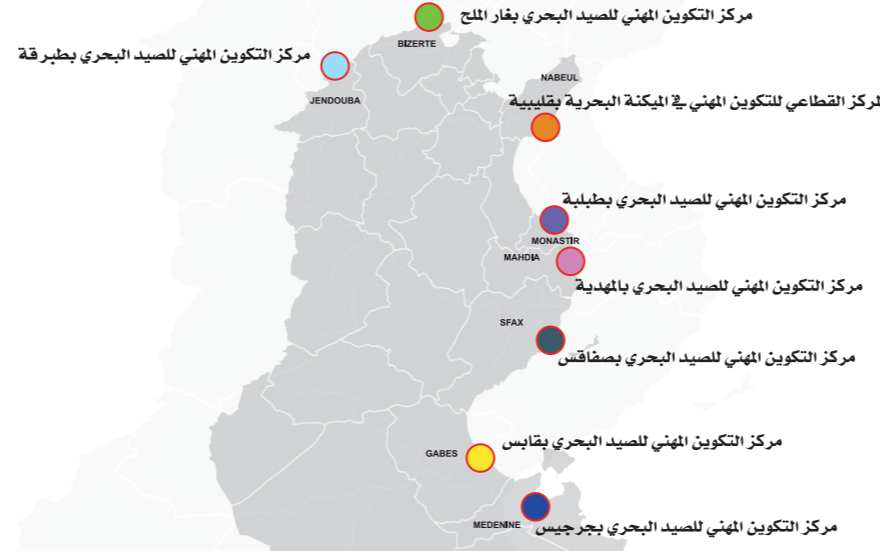 مركز التكوين المهني للصيد البحري بغار الملح
BIZERTE
مركز التكوين المهني للصيد البحري بطبرقة
NABEUL
JENDOUBA
المركز القطاعي للتكوين المهني في الميكنة البحرية بقليبية
مركز التكوين المهني للصيد البحري بطبلبة
MONASTIR
MAHDIA
مركز التكوين المهني للصيد البحري بالمهدية
SFAX
مركز التكوين المهني للصيد البحري بصفاقس
مركز التكوين المهني للصيد البحري بقابس
GABES
MEDENINE
مركز التكوين المهني للصيد البحري بجرجيس